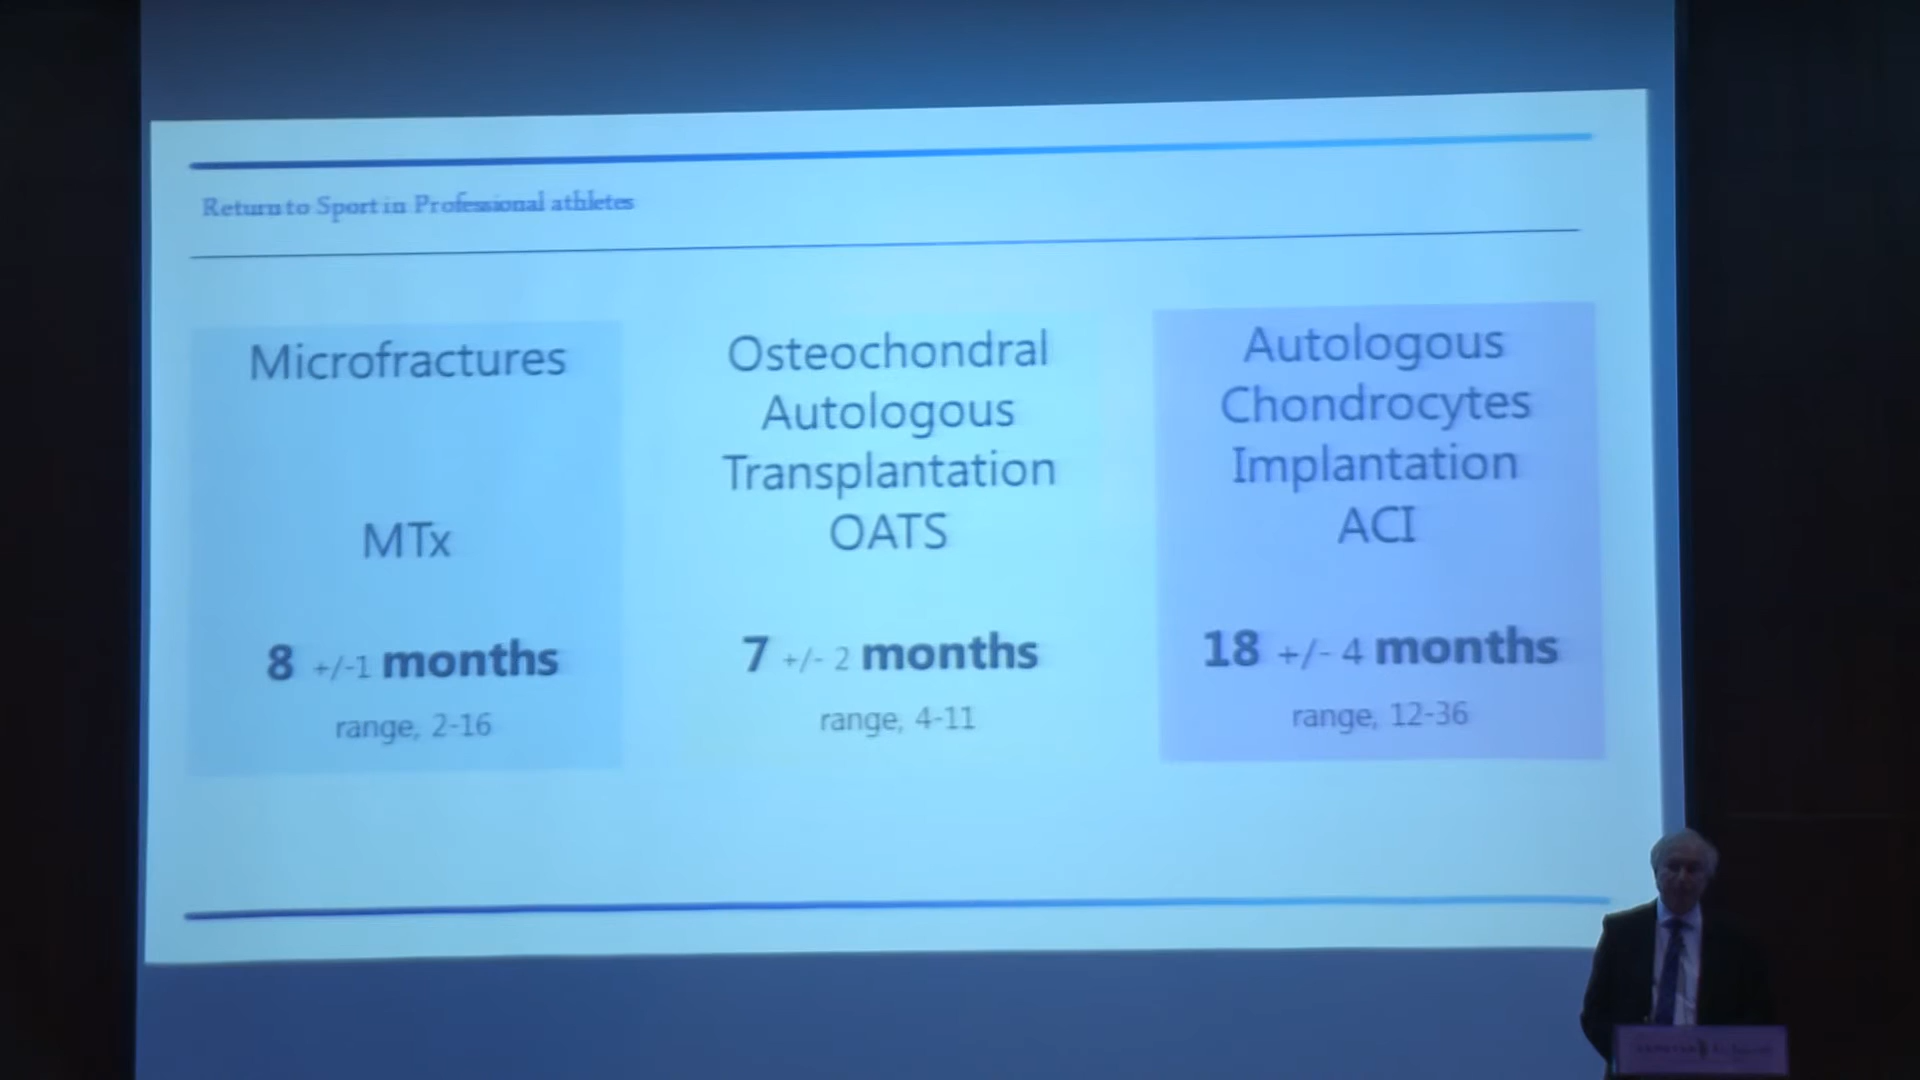 Return to Sport in Professional athletes
Microfractures
MTx
8 +/-1 months
range, 2-16
Osteochondral
Autologous
Transplantation
OATS
7 +/- 2 months
range, 4-11
Autologous
Chondrocytes
Implantation
ACI
18 +/- 4 months
range, 12-36